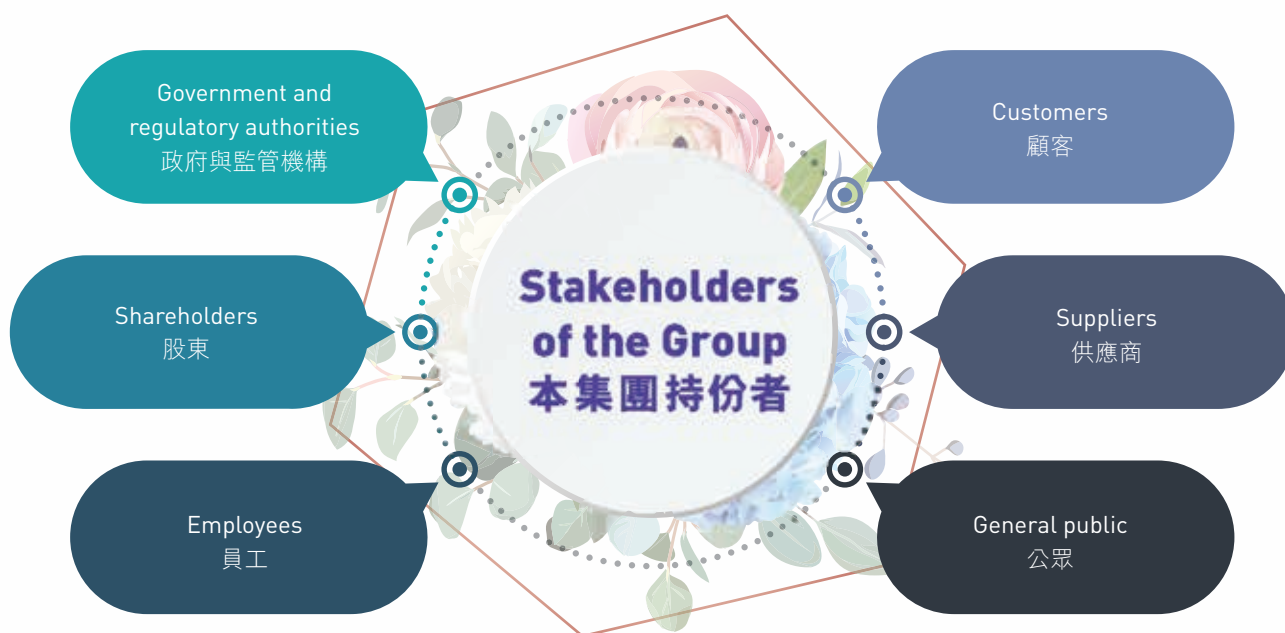 Government and
regulatory authorities
政府與監管機構
Customers
顧客
Shareholders
股東
Stakeholders
of the Group
本集團持份者
Suppliers
供應商
Employees
員工
General public
公眾